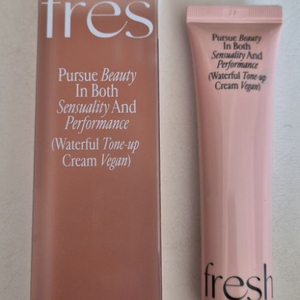 fres
Pursue Beauty
In Both
Sensuality And
Performance
(Waterful Tone-up
Cream Vegan)
Pursue Beauty
In Both
Sensuality And
Performance
(Waterful Tone-up
Cream Vegan)
fresh